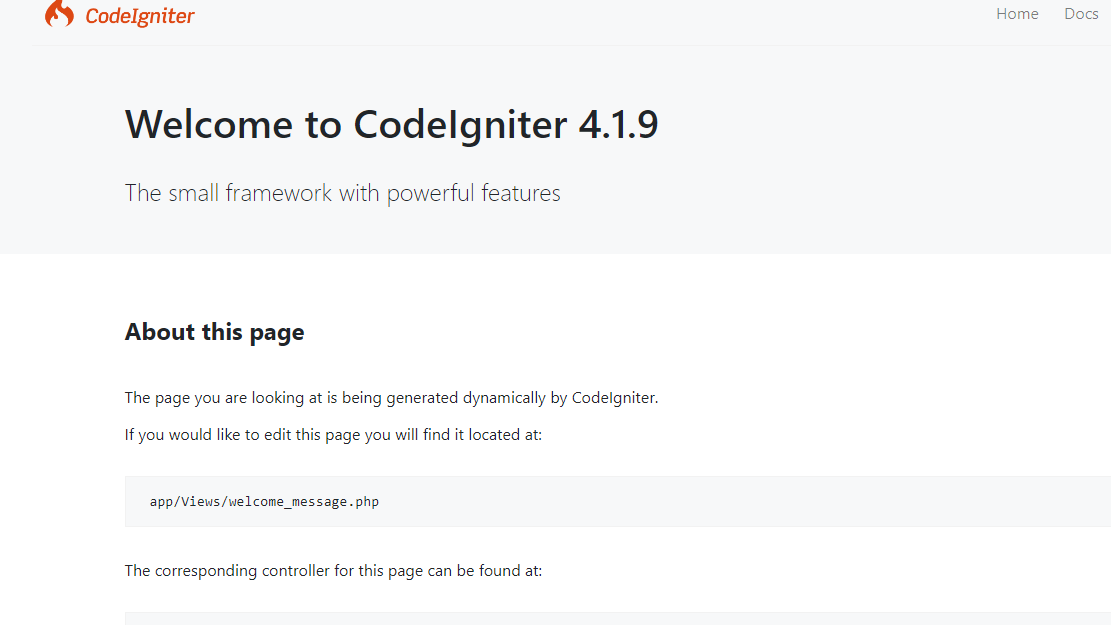 CodeIgniter
Home Docs
Welcome to CodeIgniter 4.1.9
The small framework with powerful features
About this page
The page you are looking at is being generated dynamically by CodeIgniter.
If you would like to edit this page you will find it located at:
app/Views/welcome_message.php
The corresponding controller for this page can be found at: